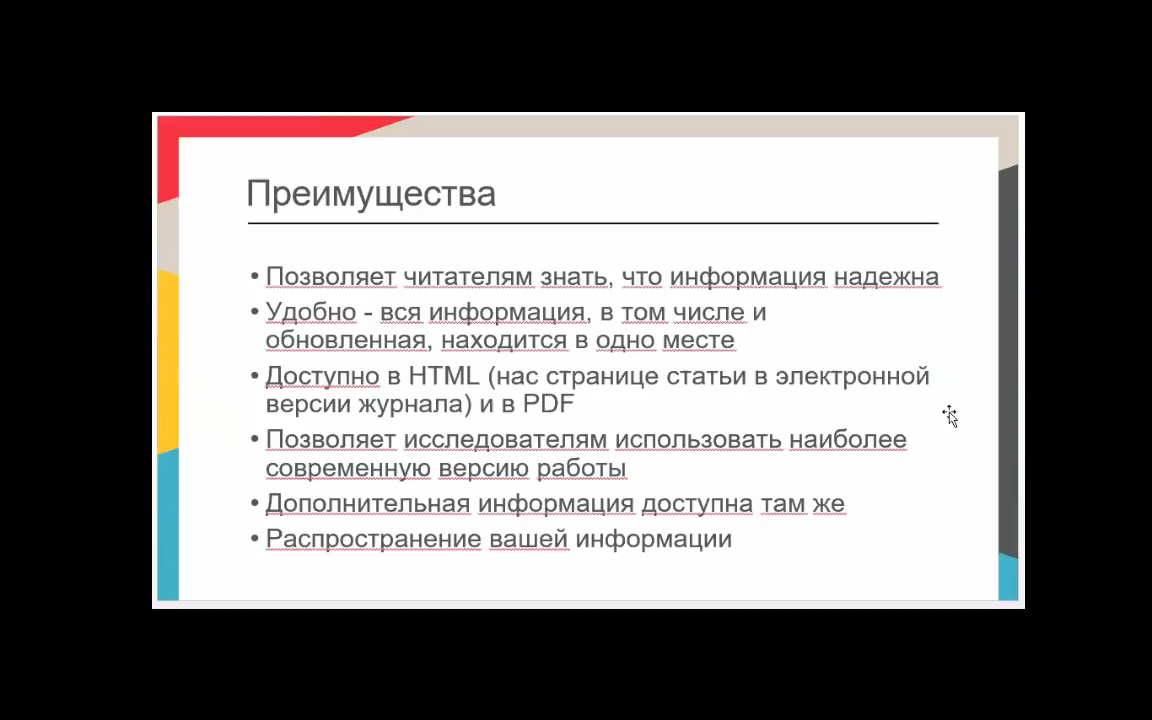 Преимущества
• Позволяет читателям знать, что информация надежна
• Удобно - вся информация, в том числе и
обновленная, находится в одно месте
• Доступно в HTML (нас странице статьи в электронной
версии журнала) и в PDF
• Позволяет исследователям использовать наиболее
современную версию работы
• Дополнительная информация доступна там же
• Распространение вашей информации